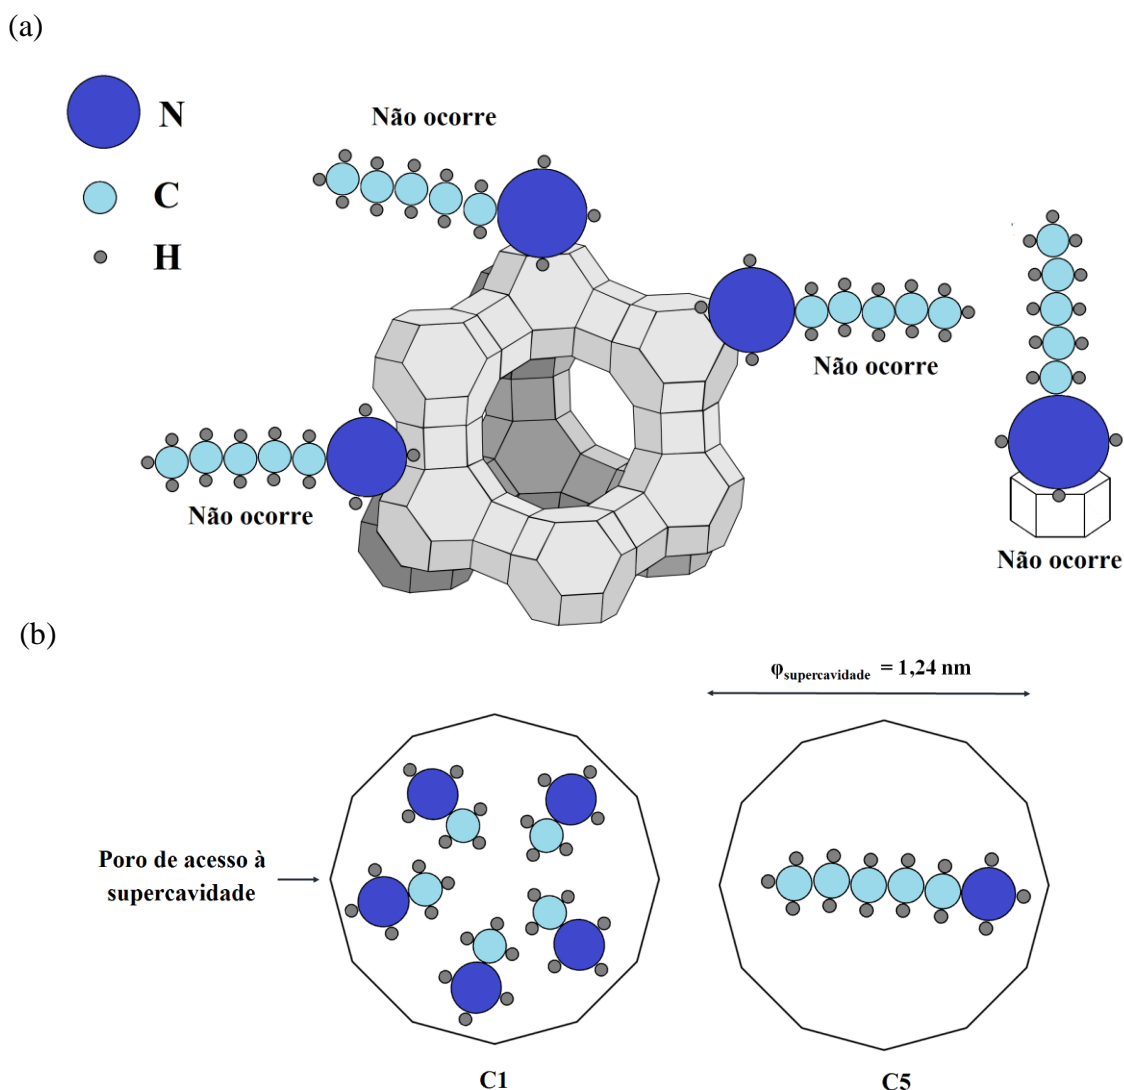 (a)
N
Não ocorre
C
H
Não ocorre
Não ocorre
Não ocorre
(b)
φsupercavidade = 1,24 nm
Poro de acesso à
supercavidade
C1
C5